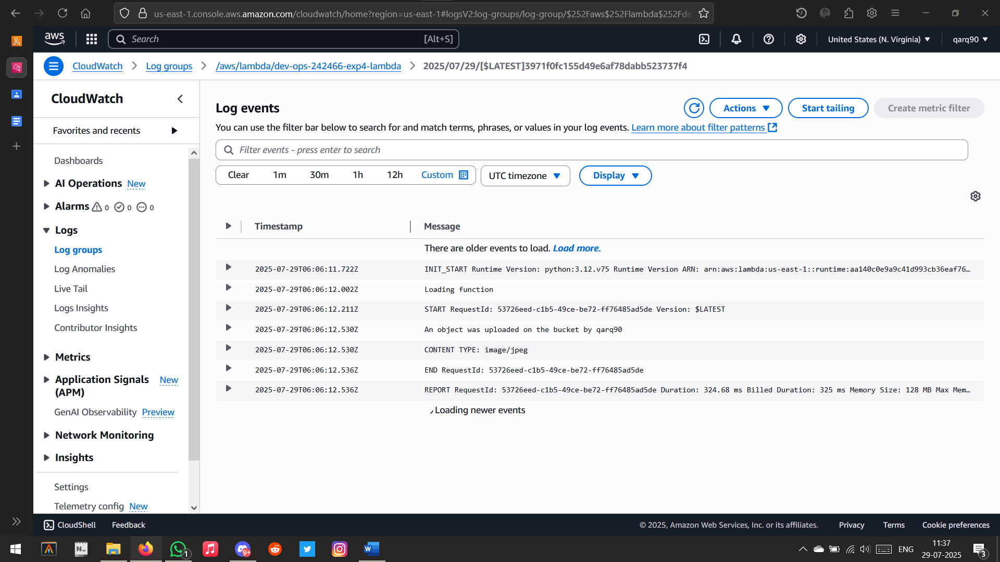 us-east-1.console.aws.amazon.com/cloudwatch/home?region=us-east-1#logsV2:log-groups/log-group/$252Faws$252Flambda$252Fde
aws
Search
[Alt+S]
United States (N. Virginia)
qarq90
CloudWatch
Log groups
/aws/lambda/dev-ops-242466-exp4-lambda
2025/07/29/[$LATEST]3971f0fc155d49e6af78dabb523737f4
CloudWatch
Favorites and recents
Dashboards
AI Operations New
Alarms 0 0 0
Logs
Log groups
Log Anomalies
Live Tail
Logs Insights
Contributor Insights
Metrics
Application Signals New
(APM)
GenAI Observability Preview
Network Monitoring
Insights
Settings
Telemetry config New
Log events
Actions
Start tailing
Create metric filter
You can use the filter bar below to search for and match terms, phrases, or values in your log events. Learn more about filter patterns
Filter events - press enter to search
Clear 1m 30m 1h 12h Custom
UTC timezone
Display
Timestamp Message
There are older events to load. Load more.
2025-07-29T06:06:11.722Z INIT_START Runtime Version: python:3.12.v75 Runtime Version ARN: arn:aws:lambda:us-east-1::runtime:aa140c0e9a9c41d993cb36eaf76…
2025-07-29T06:06:12.002Z Loading function
2025-07-29T06:06:12.211Z START RequestId: 53726eed-c1b5-49ce-be72-ff76485ad5de Version: $LATEST
2025-07-29T06:06:12.530Z An object was uploaded on the bucket by qarq90
2025-07-29T06:06:12.530Z CONTENT TYPE: image/jpeg
2025-07-29T06:06:12.536Z END RequestId: 53726eed-c1b5-49ce-be72-ff76485ad5de
2025-07-29T06:06:12.536Z REPORT RequestId: 53726eed-c1b5-49ce-be72-ff76485ad5de Duration: 324.68 ms Billed Duration: 325 ms Memory Size: 128 MB Max Mem…
Loading newer events
CloudShell
Feedback
© 2025, Amazon Web Services, Inc. or its affiliates.
Privacy
Terms
Cookie preferences
N_
1
9+
W
ENG
11:37
29-07-2025
3